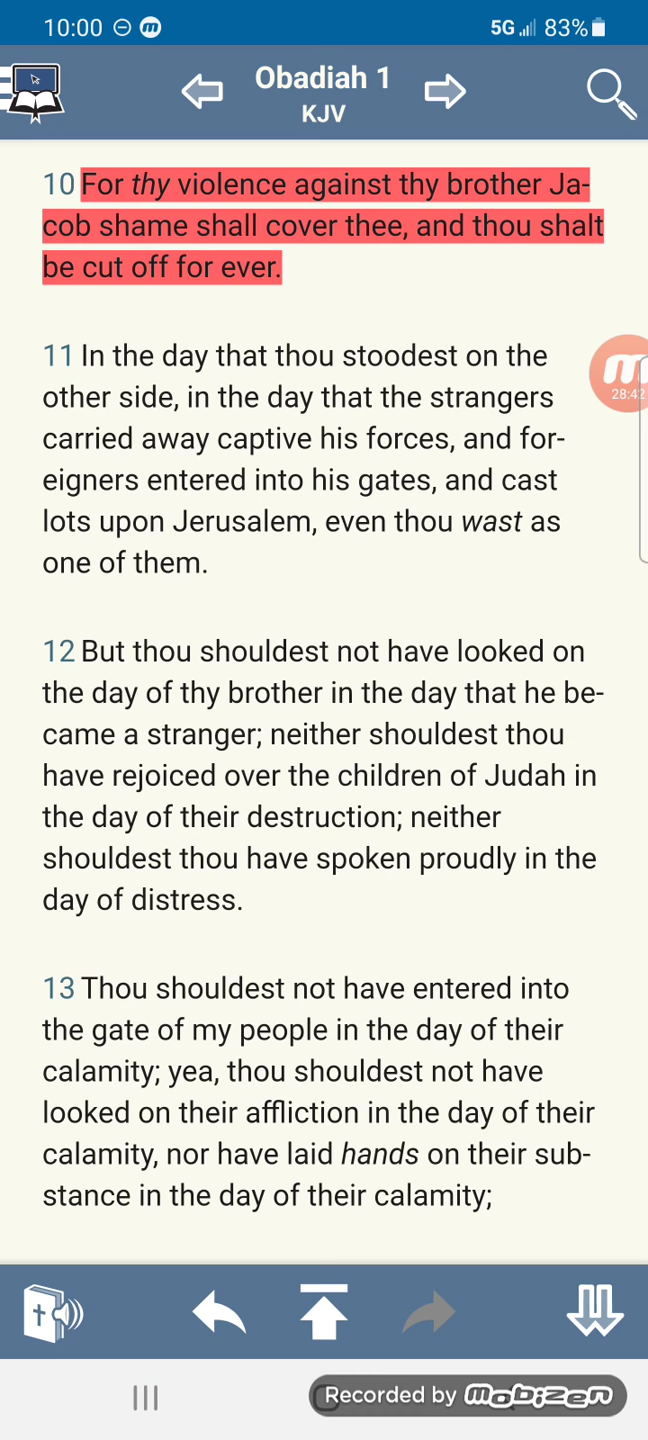 10:00
5G 83%
Obadiah 1
KJV
10 For thy violence against thy brother Ja-
cob shame shall cover thee, and thou shalt
be cut off for ever.
11 In the day that thou stoodest on the
other side, in the day that the strangers
carried away captive his forces, and for-
eigners entered into his gates, and cast
lots upon Jerusalem, even thou wast as
one of them.
28:42
12 But thou shouldest not have looked on
the day of thy brother in the day that he be-
came a stranger; neither shouldest thou
have rejoiced over the children of Judah in
the day of their destruction; neither
shouldest thou have spoken proudly in the
day of distress.
13 Thou shouldest not have entered into
the gate of my people in the day of their
calamity; yea, thou shouldest not have
looked on their affliction in the day of their
calamity, nor have laid hands on their sub-
stance in the day of their calamity;
Recorded by mobizen